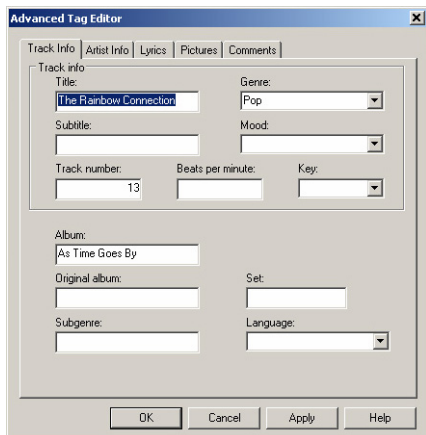 Advanced Tag Editor
Track Info Artist Info Lyrics Pictures Comments
Track info
Title: Genre:
The Rainbow Connection Pop
Subtitle: Mood:
Track number: Beats per minute: Key:
13
Album:
As Time Goes By
Original album: Set:
Subgenre: Language:
OK Cancel Apply Help